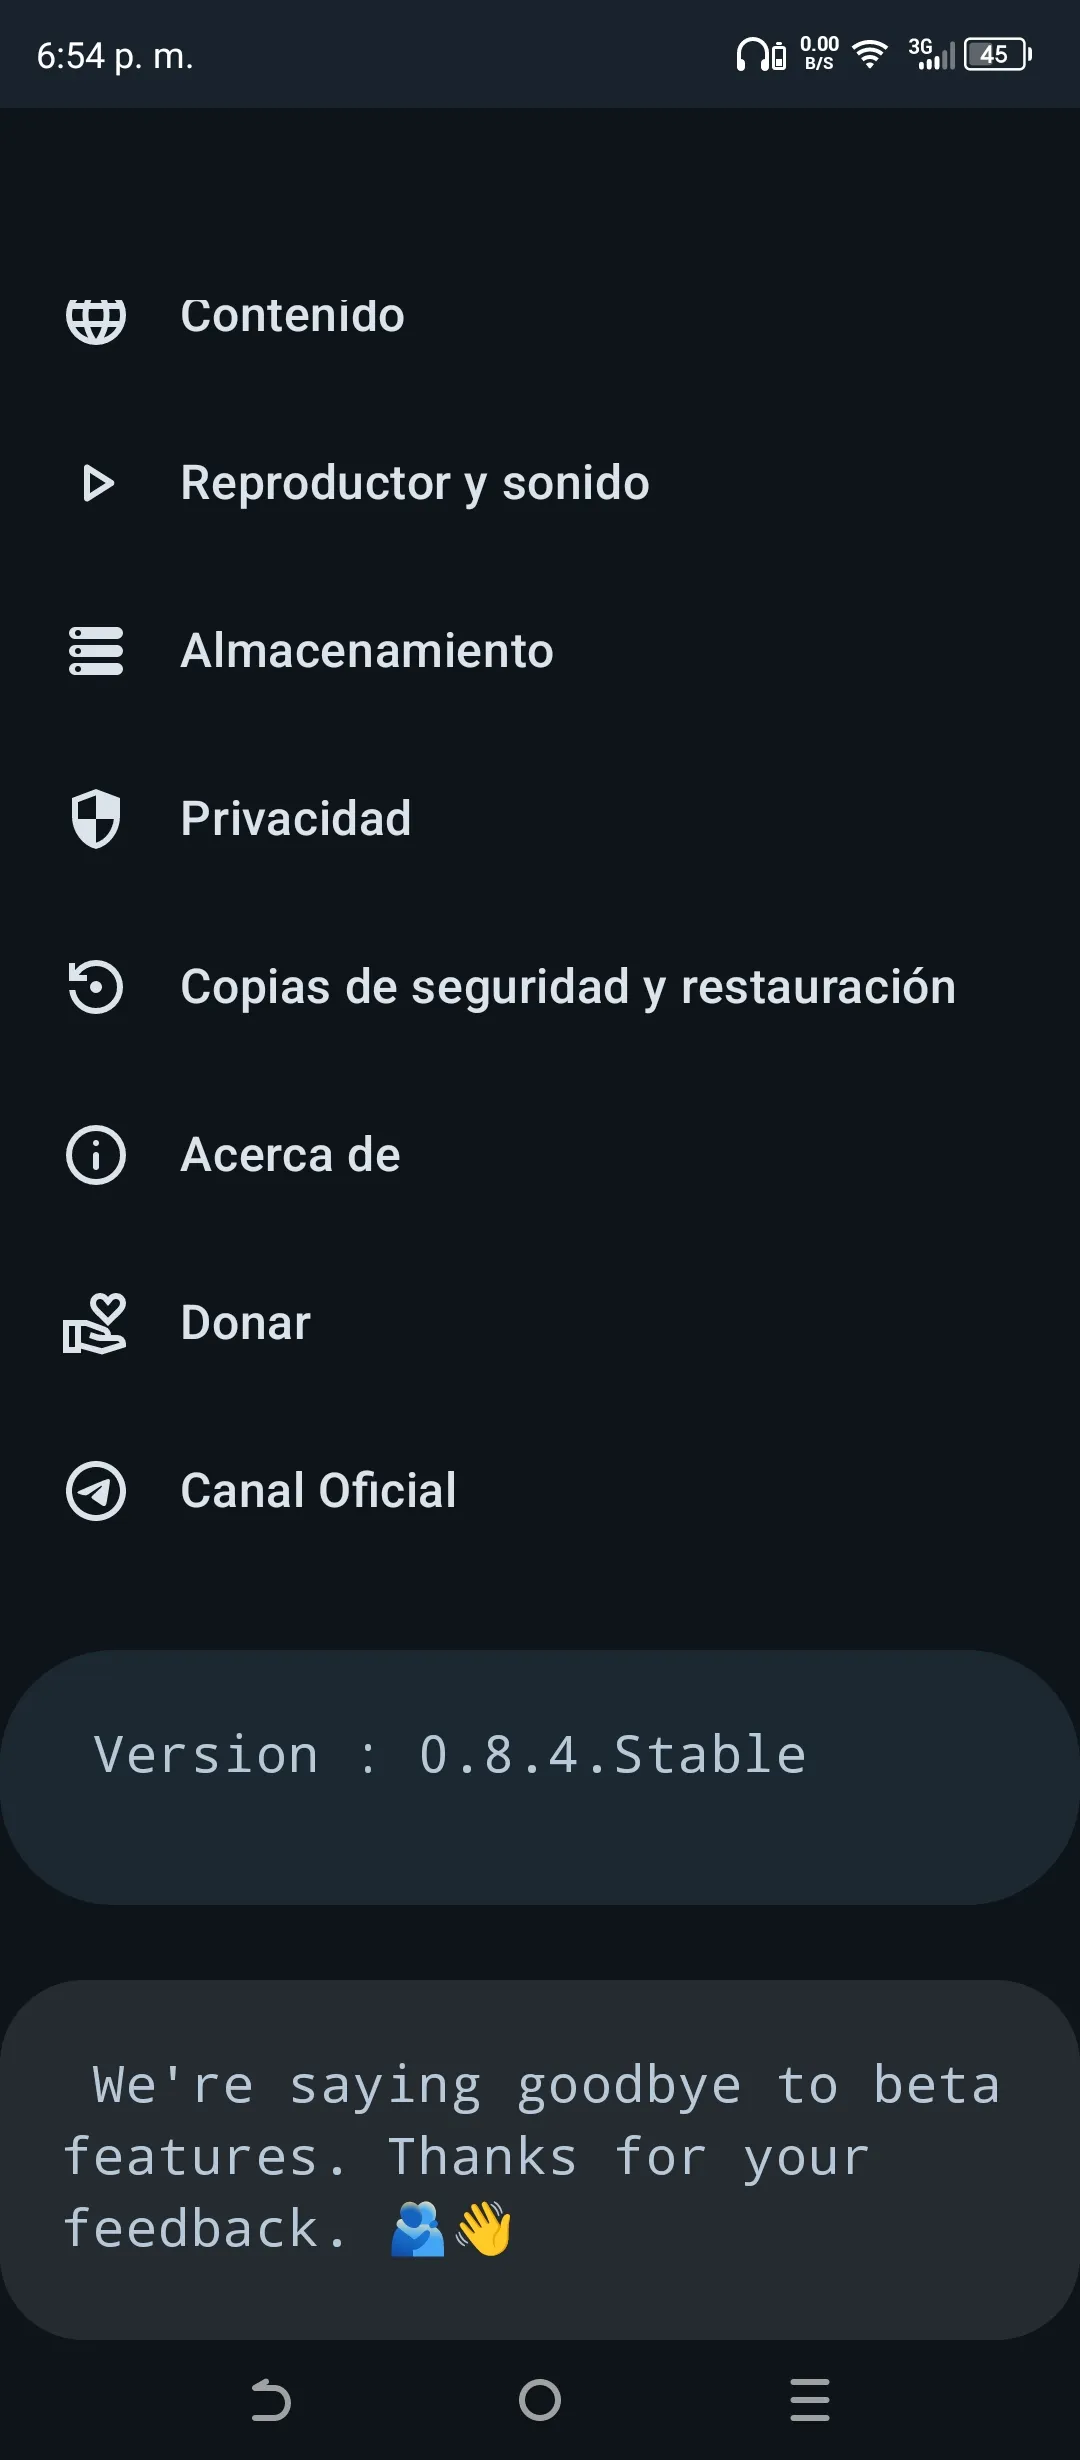 6:54 p. m.
0.00
B/S
3G
45
Contenido
Reproductor y sonido
Almacenamiento
Privacidad
Copias de seguridad y restauración
Acerca de
Donar
Canal Oficial
Version : 0.8.4.Stable
We're saying goodbye to beta
features. Thanks for your
feedback. 🫂👋